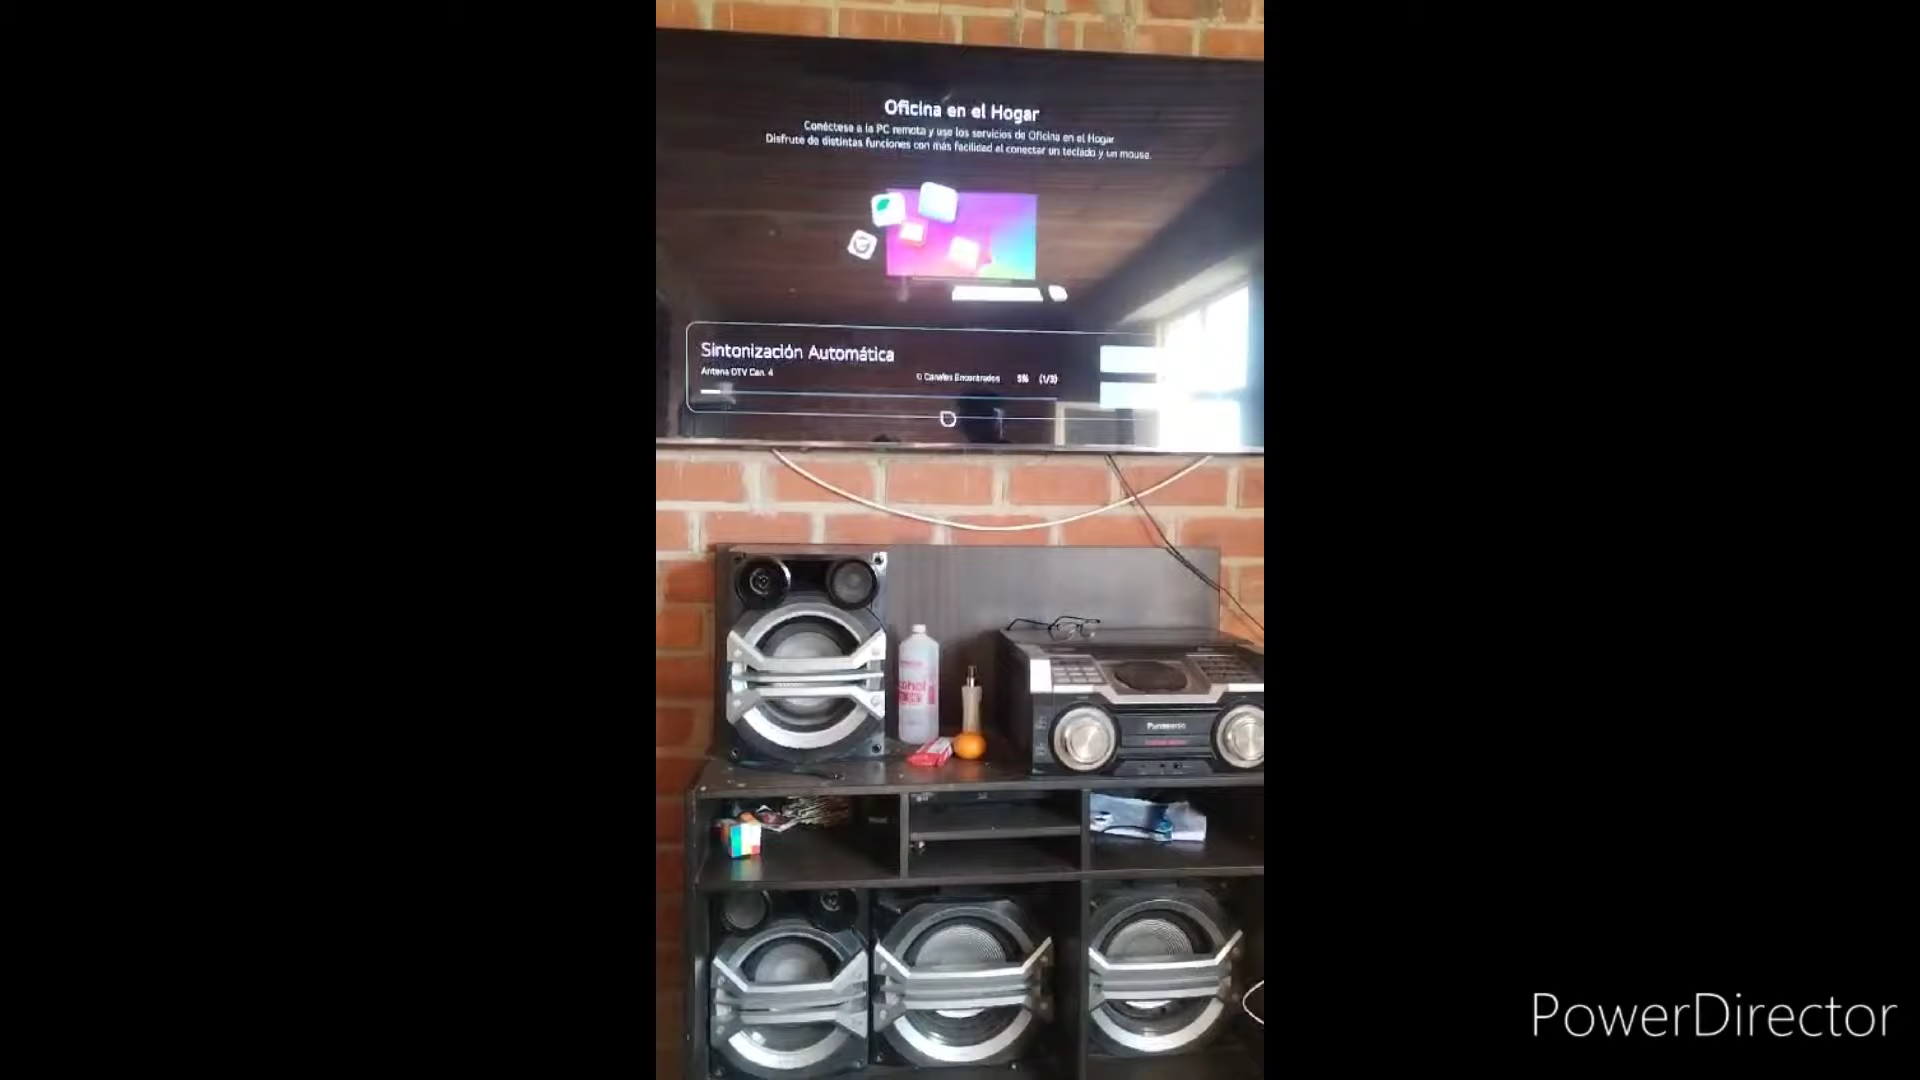 Oficina en el Hogar
Conéctese a la PC remota y use los servicios de Oficina en el Hogar
Disfrute de distintas funciones con más facilidad al conectar un teclado y un mouse.
Sintonización Automática
Antena DTV Can. 4
0 Canales Encontrados 5% (1/3)
cohol
Panasonic
PowerDirector